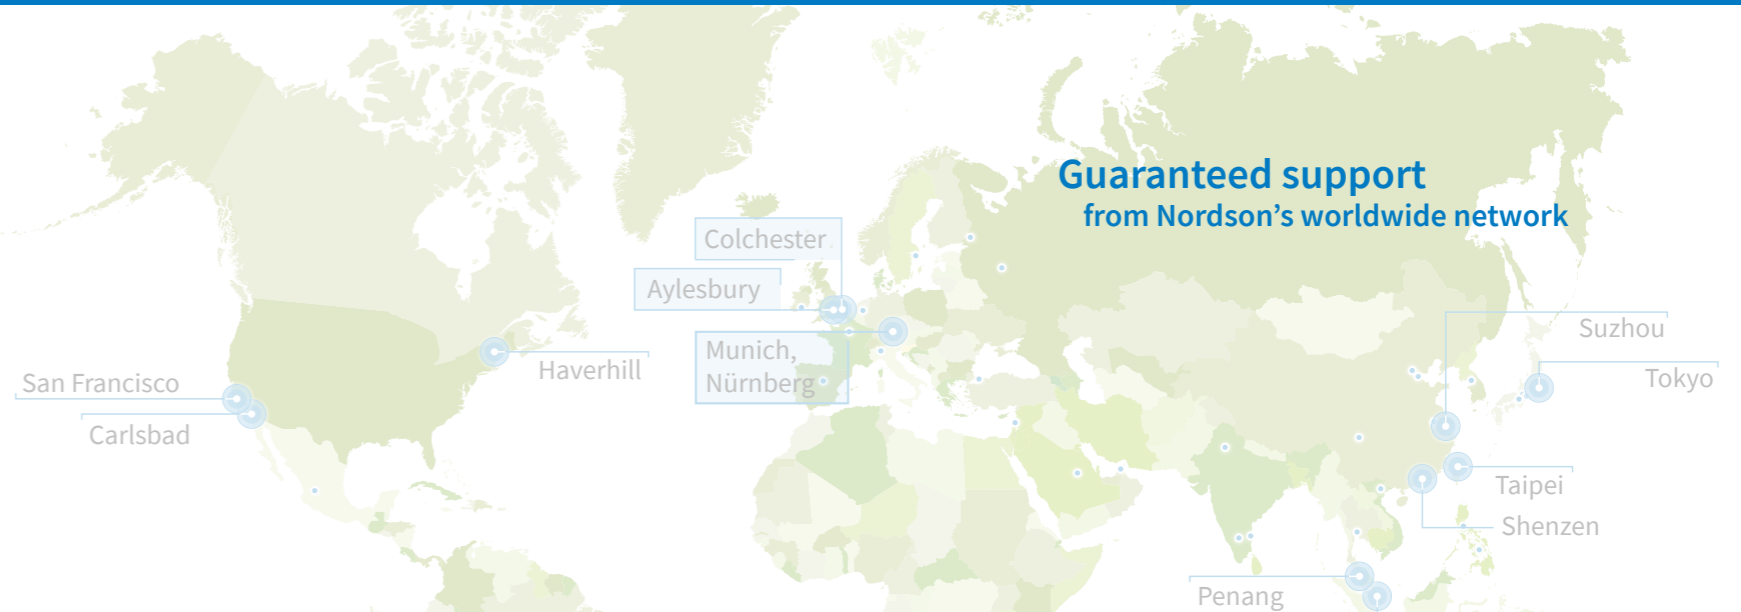 Guaranteed support
from Nordson’s worldwide network
Colchester
Aylesbury
Munich,
Nürnberg
Haverhill
San Francisco
Carlsbad
Suzhou
Tokyo
Taipei
Shenzen
Penang